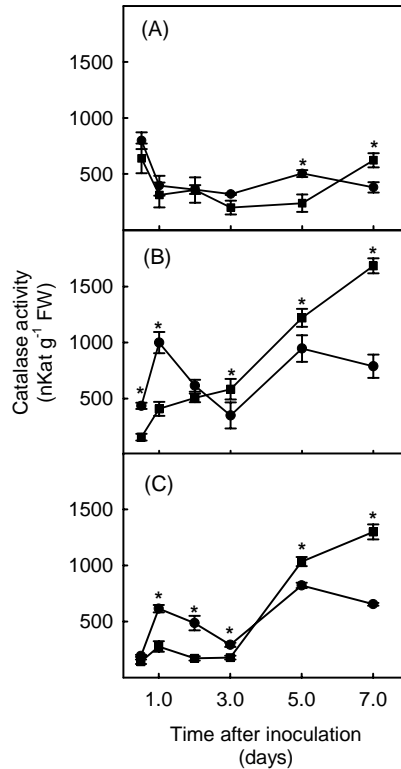 (A)
1500
1000
500
* *
(B)
1500
1000
500
* * * * *
(C)
1500
1000
500
* * * * *
1.0 3.0 5.0 7.0
Time after inoculation
(days)
Catalase activity
(nKat g⁻¹ FW)